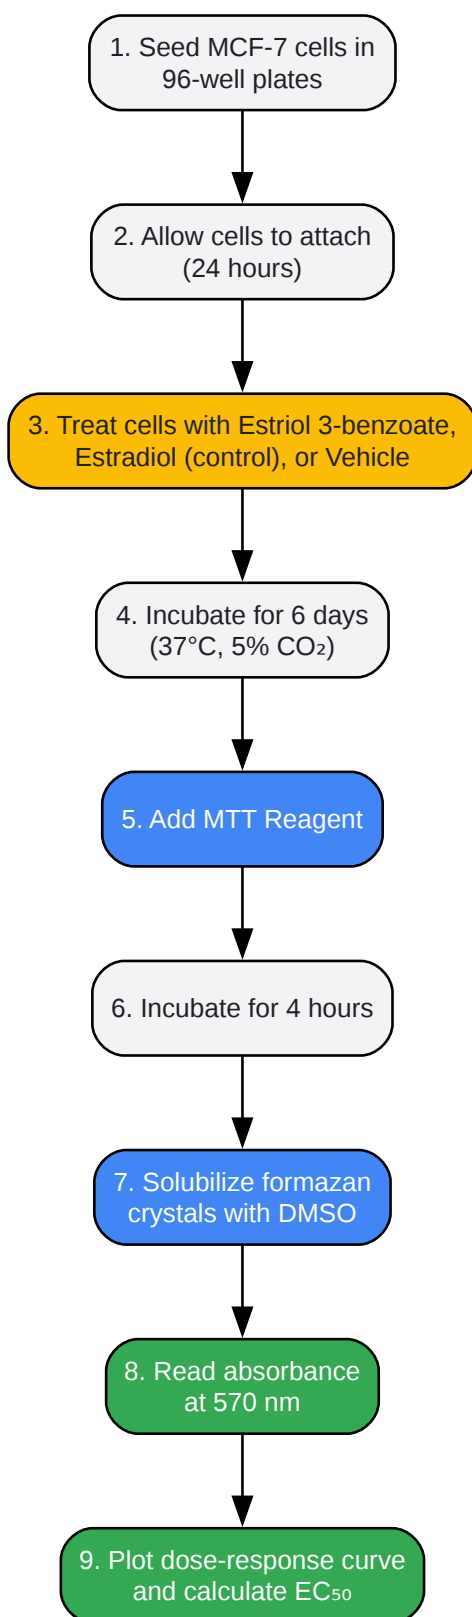 1. Seed MCF-7 cells in
96-well plates
2. Allow cells to attach
(24 hours)
3. Treat cells with Estriol 3-benzoate,
Estradiol (control), or Vehicle
4. Incubate for 6 days
(37°C, 5% CO₂)
5. Add MTT Reagent
6. Incubate for 4 hours
7. Solubilize formazan
crystals with DMSO
8. Read absorbance
at 570 nm
9. Plot dose-response curve
and calculate EC₅₀